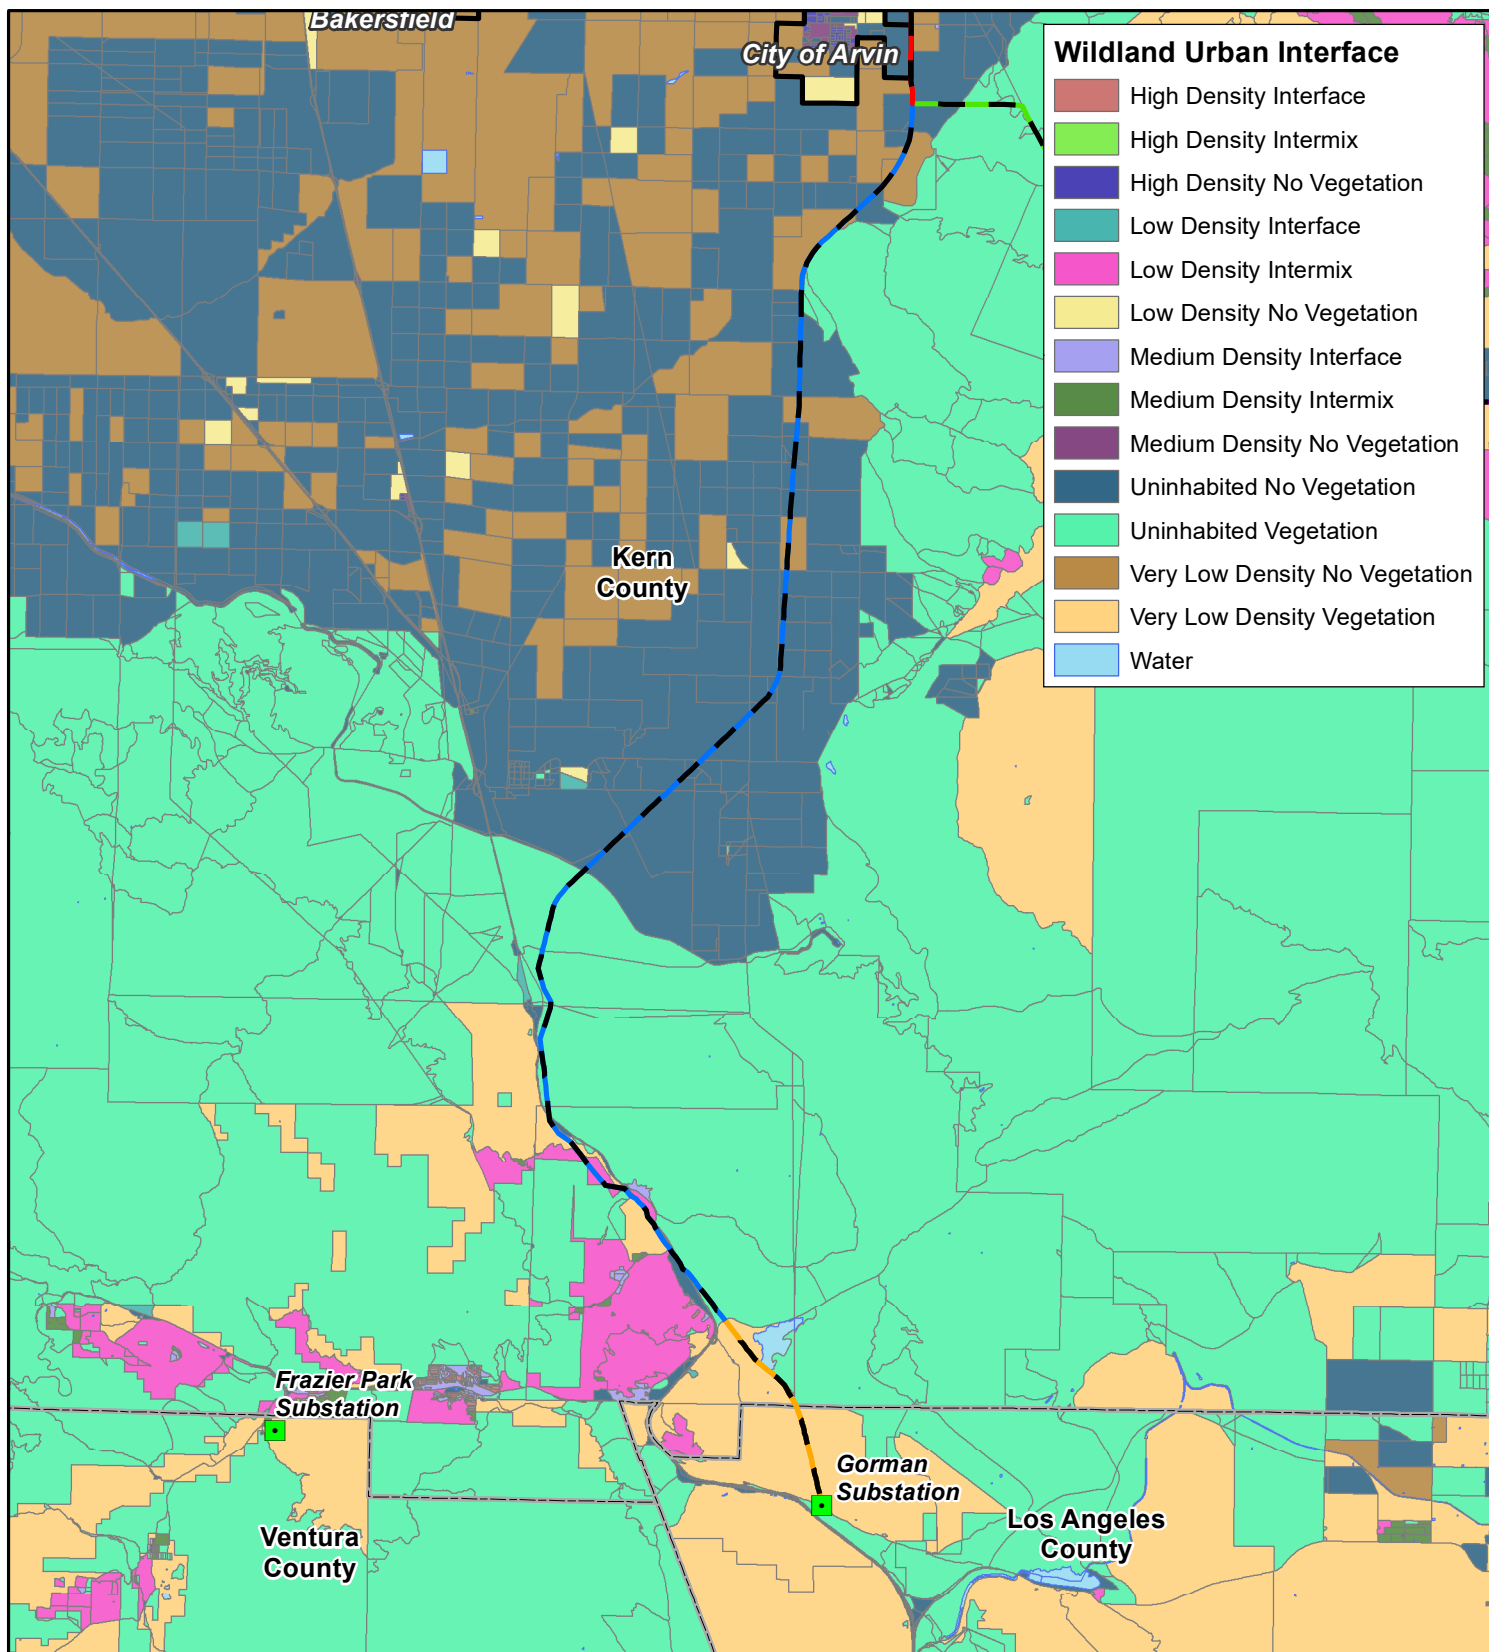 Bakersfield
City of Arvin
Wildland Urban Interface
High Density Interface
High Density Intermix
High Density No Vegetation
Low Density Interface
Low Density Intermix
Low Density No Vegetation
Medium Density Interface
Medium Density Intermix
Medium Density No Vegetation
Uninhabited No Vegetation
Uninhabited Vegetation
Very Low Density No Vegetation
Very Low Density Vegetation
Water
Kern
County
Frazier Park
Substation
Gorman
Substation
Los Angeles
County
Ventura
County